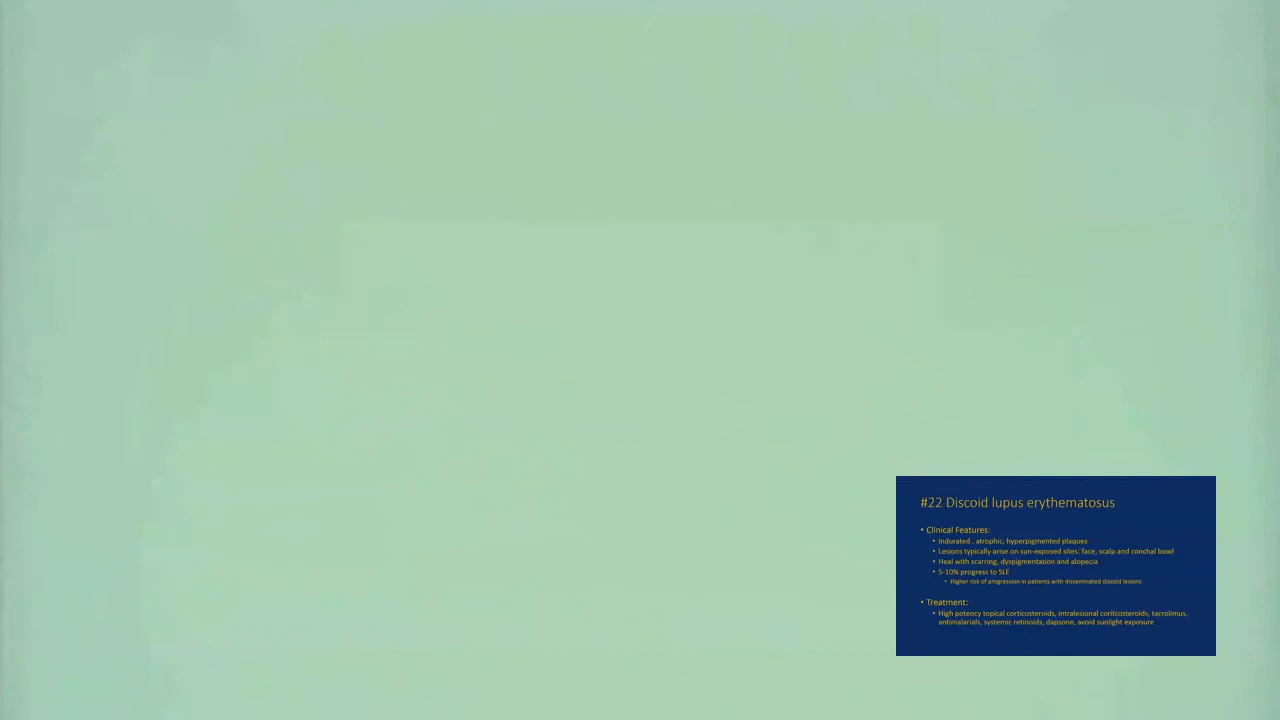 #22 Discoid lupus erythematosus
• Clinical Features:
• Indurated , atrophic, hyperpigmented plaques
• Lesions typically arise on sun-exposed sites: face, scalp and conchal bowl
• Heal with scarring, dyspigmentation and alopecia
• 5-10% progress to SLE
• Higher risk of progression in patients with disseminated discoid lesions
• Treatment:
• High potency topical corticosteroids, intralesional coritcosteroids, tacrolimus,
antimalarials, systemic retinoids, dapsone, avoid sunlight exposure